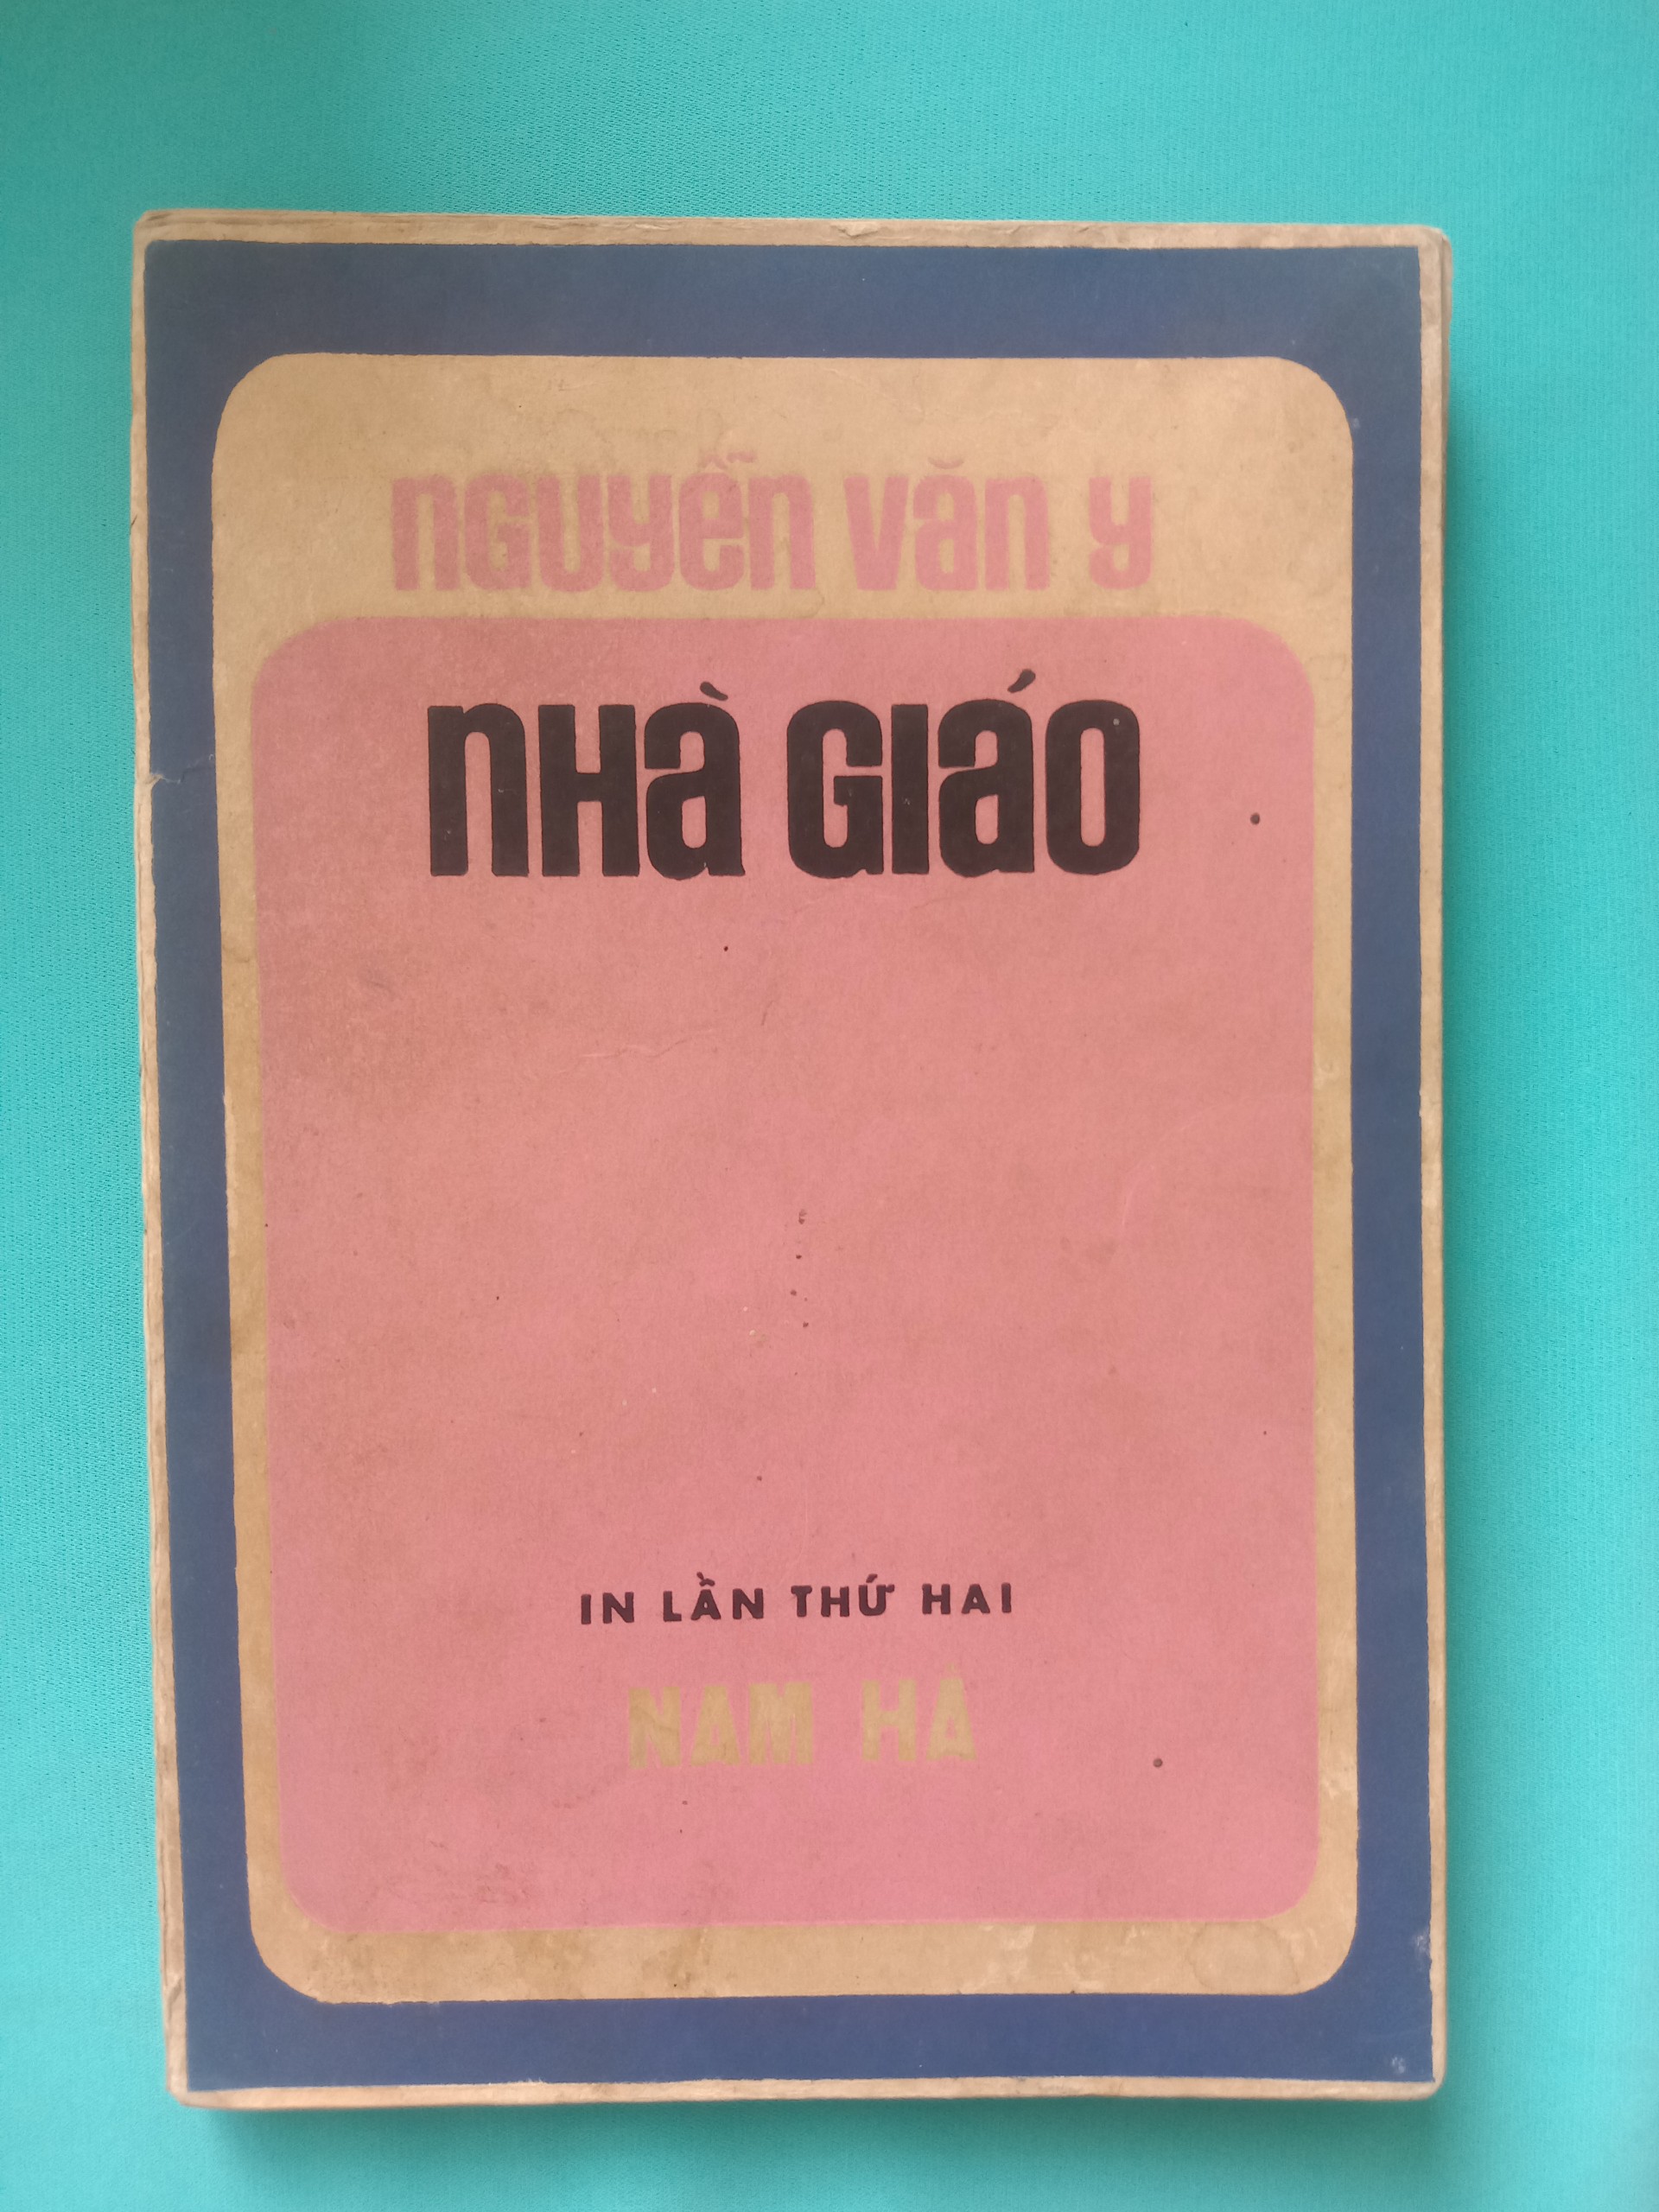 nguyễn văn y
nhà giáo
IN LẦN THỨ HAI
NAM HÀ